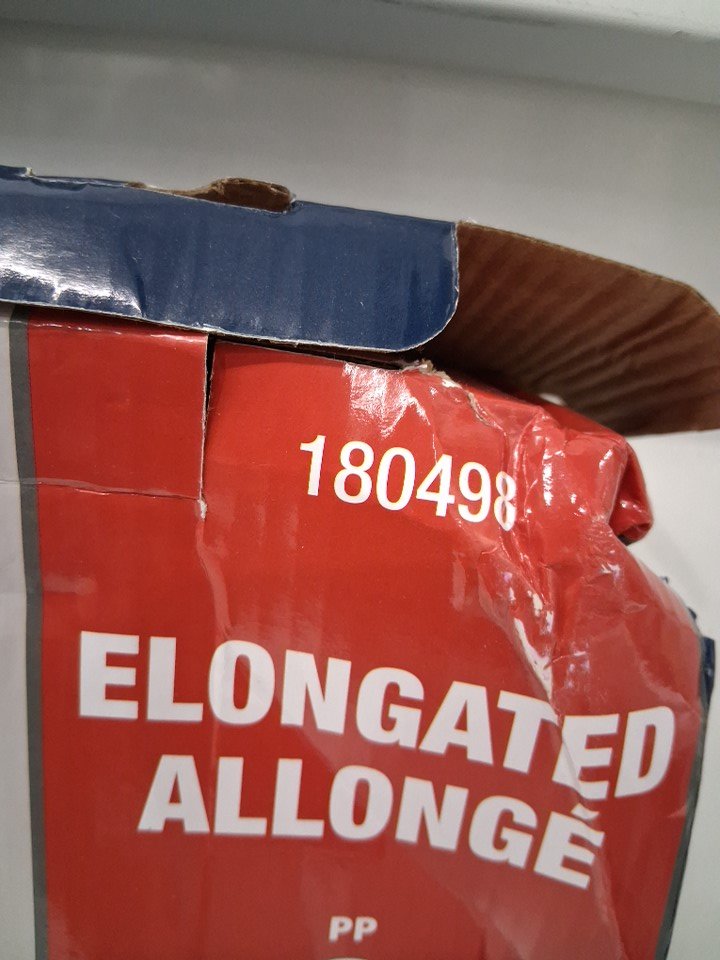 180498
ELONGATED
ALLONGÉ
PP